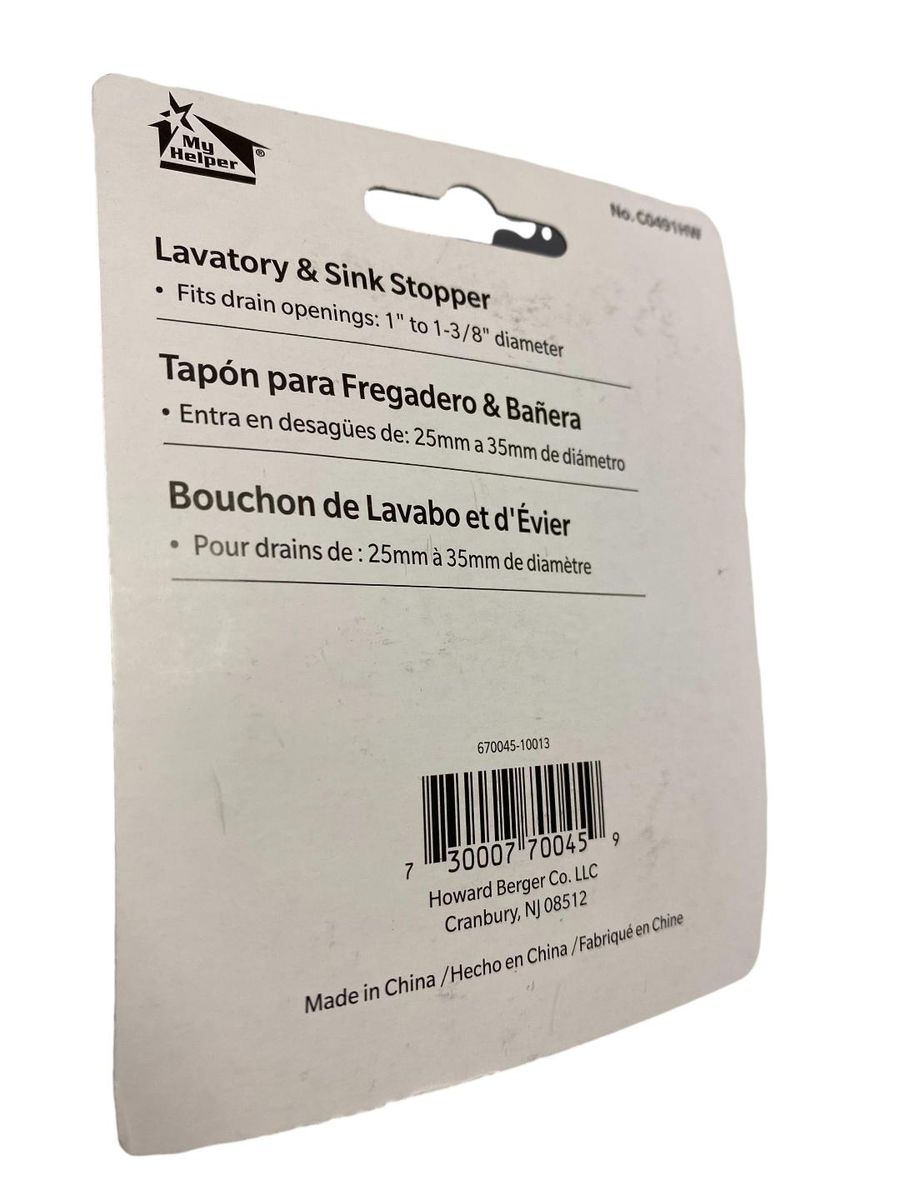 My
Helper®
No. C0491HW
Lavatory & Sink Stopper
• Fits drain openings: 1" to 1-3/8" diameter
Tapón para Fregadero & Bañera
• Entra en desagües de: 25mm a 35mm de diámetro
Bouchon de Lavabo et d'Évier
• Pour drains de : 25mm à 35mm de diamètre
670045-10013
7 30007 70045 9
Howard Berger Co. LLC
Cranbury, NJ 08512
Made in China /Hecho en China /Fabriqué en Chine